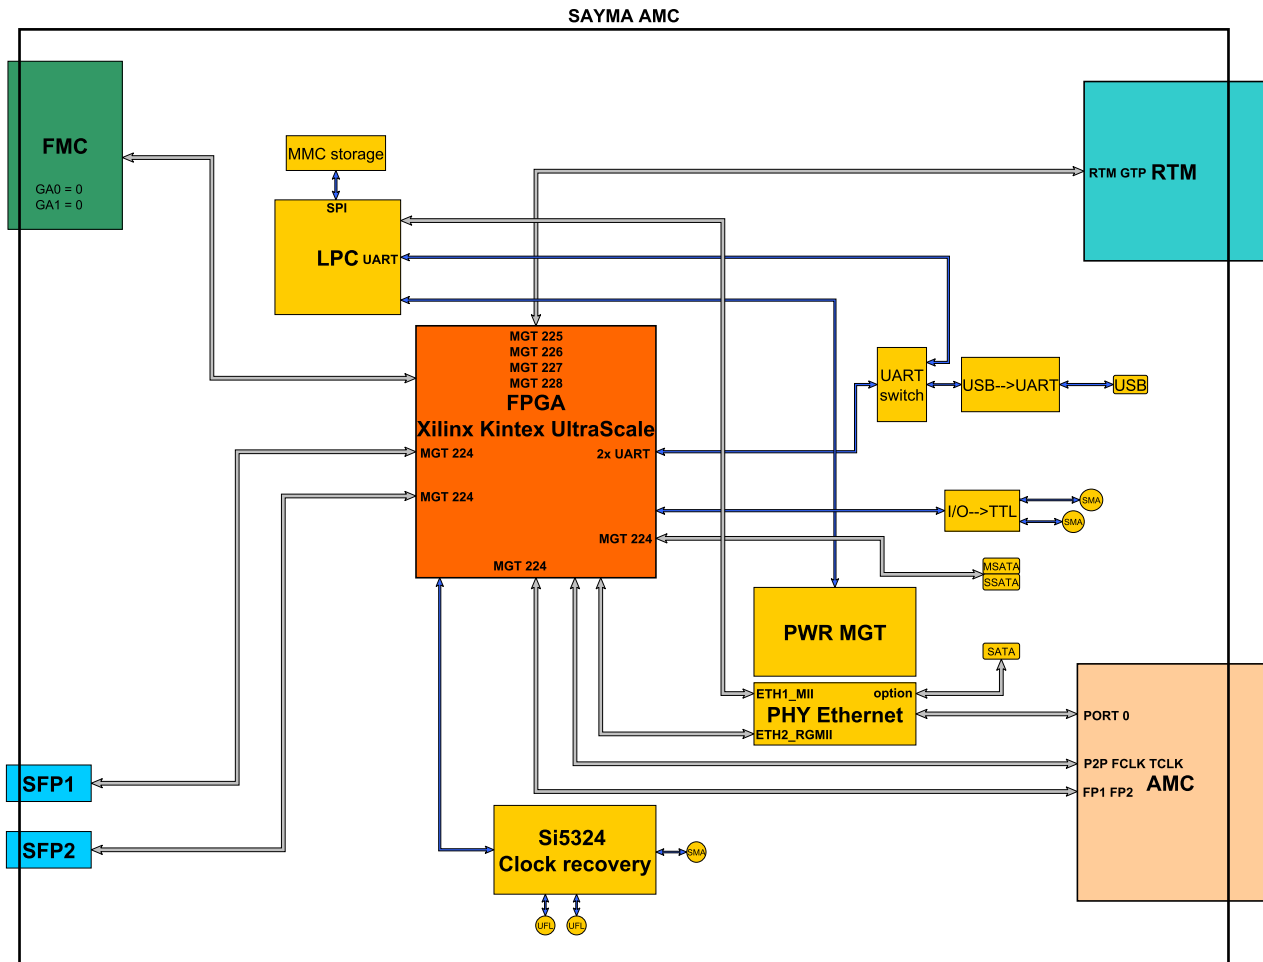 SAYMA AMC
FMC
GA0 = 0
GA1 = 0
MMC storage
SPI
LPC UART
RTM GTP RTM
MGT 225
MGT 226
MGT 227
MGT 228
FPGA
Xilinx Kintex UltraScale
MGT 224
2x UART
MGT 224
MGT 224
MGT 224
UART
switch
USB-->UART
USB
I/O-->TTL
SMA
SMA
MSATA
SSATA
PWR MGT
SATA
ETH1_MII
option
PHY Ethernet
ETH2_RGMII
PORT 0
P2P FCLK TCLK
AMC
FP1 FP2
SFP1
SFP2
Si5324
Clock recovery
SMA
UFL
UFL